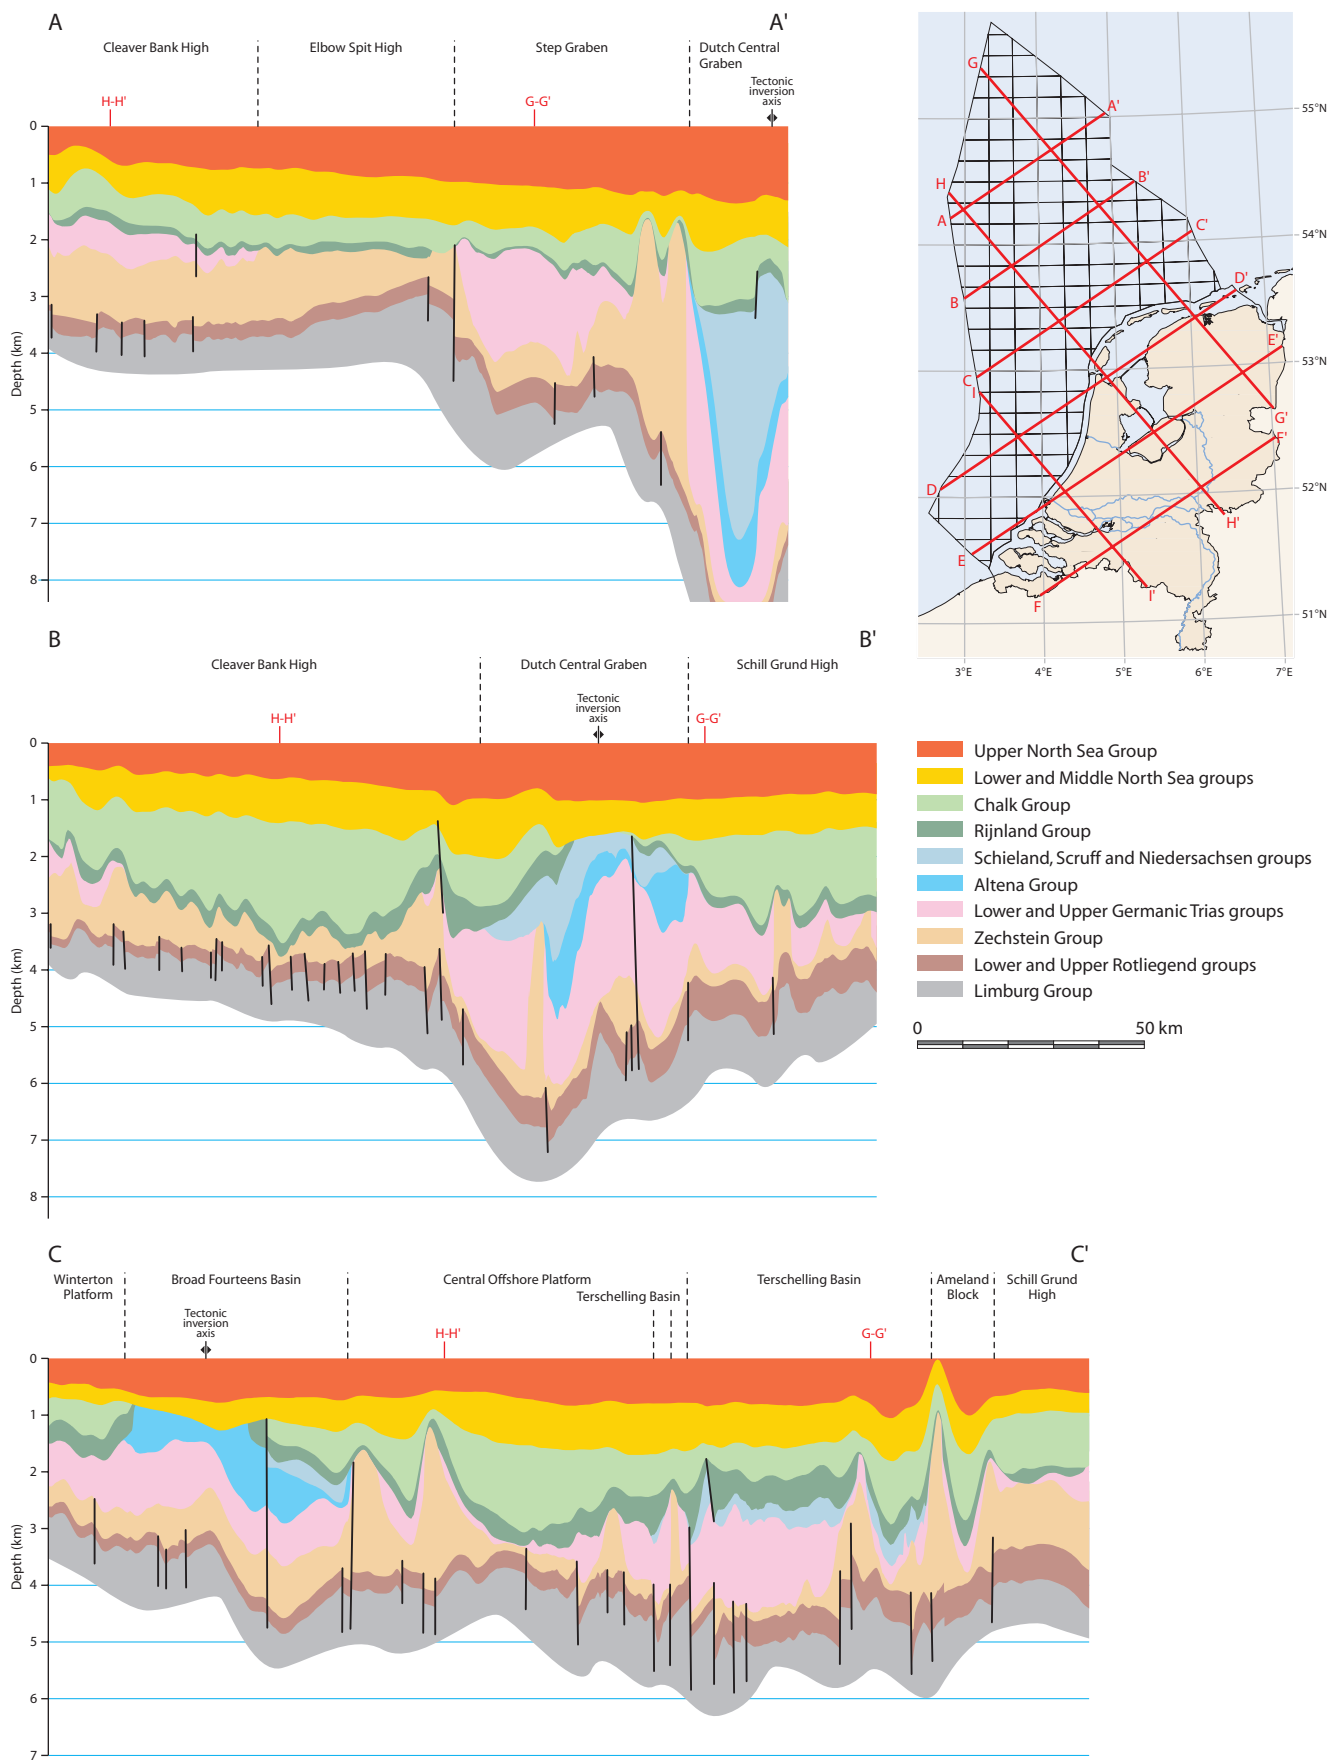 A
A'
Cleaver Bank High
Elbow Spit High
Step Graben
Dutch Central
Graben
Tectonic
inversion
axis
H-H'
G-G'
0
1
2
3
4
5
6
7
8
Depth (km)
G
A'
H
B'
A
C'
B
D'
E'
C
I
G'
F'
D
H'
E
F
I'
55°N
54°N
53°N
52°N
51°N
3°E
4°E
5°E
6°E
7°E
B
B'
Cleaver Bank High
Dutch Central Graben
Schill Grund High
Tectonic
inversion
axis
H-H'
G-G'
0
1
2
3
4
5
6
7
8
Depth (km)
Upper North Sea Group
Lower and Middle North Sea groups
Chalk Group
Rijnland Group
Schieland, Scruff and Niedersachsen groups
Altena Group
Lower and Upper Germanic Trias groups
Zechstein Group
Lower and Upper Rotliegend groups
Limburg Group
0
50 km
C
C'
Winterton
Platform
Broad Fourteens Basin
Central Offshore Platform
Terschelling Basin
Terschelling Basin
Ameland
Block
Schill Grund
High
Tectonic
inversion
axis
H-H'
G-G'
0
1
2
3
4
5
6
7
Depth (km)